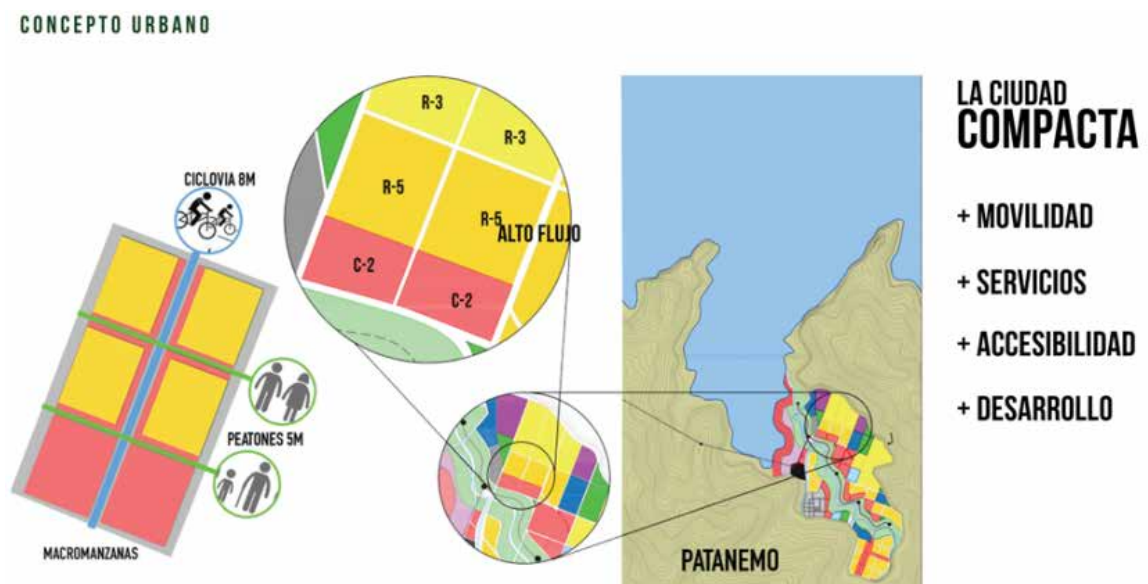 CONCEPTO URBANO
CICLOVIA 8M
PEATONES 5M
MACROMANZANAS
R-3
R-3
R-5
R-5
ALTO FLUJO
C-2
C-2
PATANEMO
LA CIUDAD
COMPACTA
+ MOVILIDAD
+ SERVICIOS
+ ACCESIBILIDAD
+ DESARROLLO